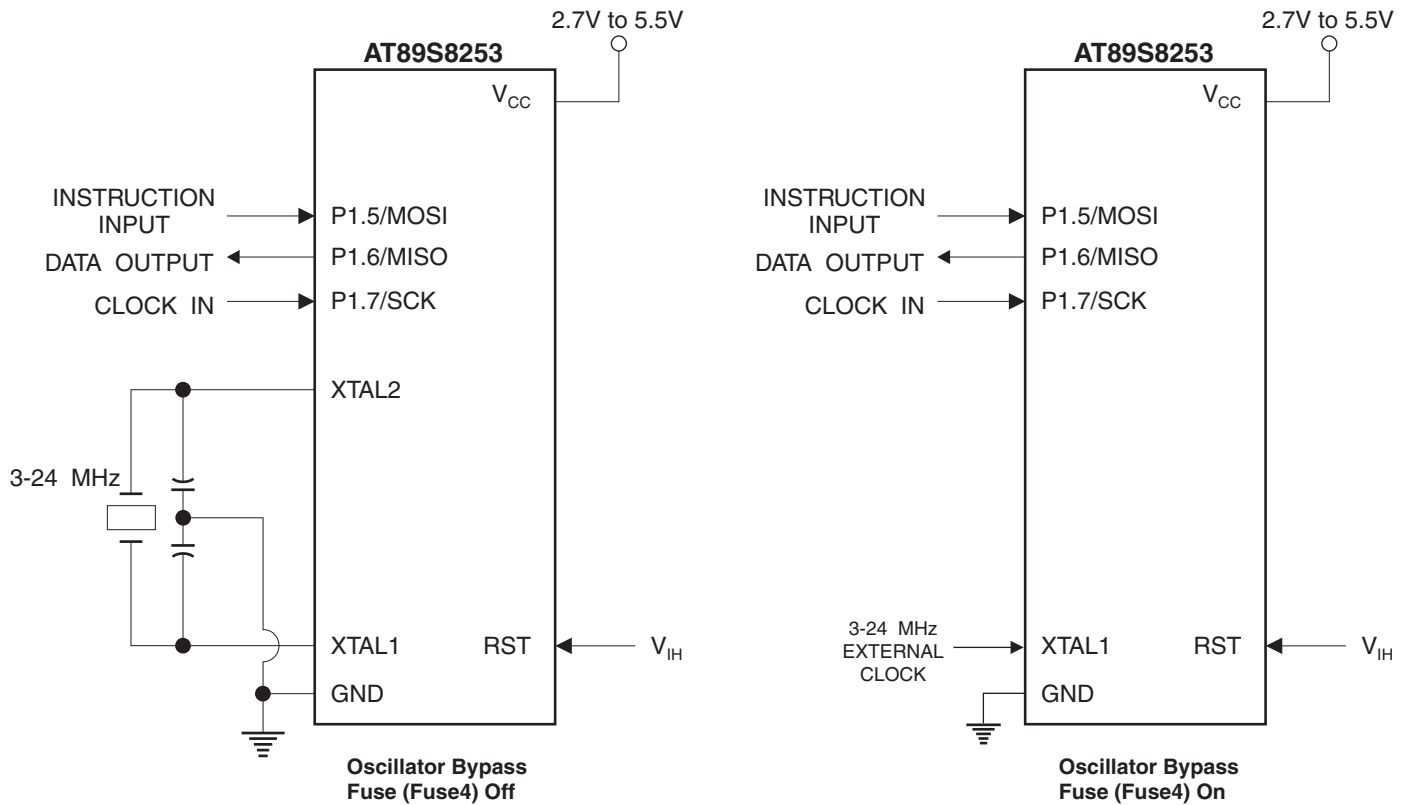 2.7V to 5.5V
AT89S8253
VCC
INSTRUCTION
INPUT
P1.5/MOSI
DATA OUTPUT
P1.6/MISO
CLOCK IN
P1.7/SCK
XTAL2
3-24 MHz
XTAL1
RST
VIH
GND
Oscillator Bypass
Fuse (Fuse4) Off
2.7V to 5.5V
AT89S8253
VCC
INSTRUCTION
INPUT
P1.5/MOSI
DATA OUTPUT
P1.6/MISO
CLOCK IN
P1.7/SCK
3-24 MHz
EXTERNAL
CLOCK
XTAL1
RST
VIH
GND
Oscillator Bypass
Fuse (Fuse4) On